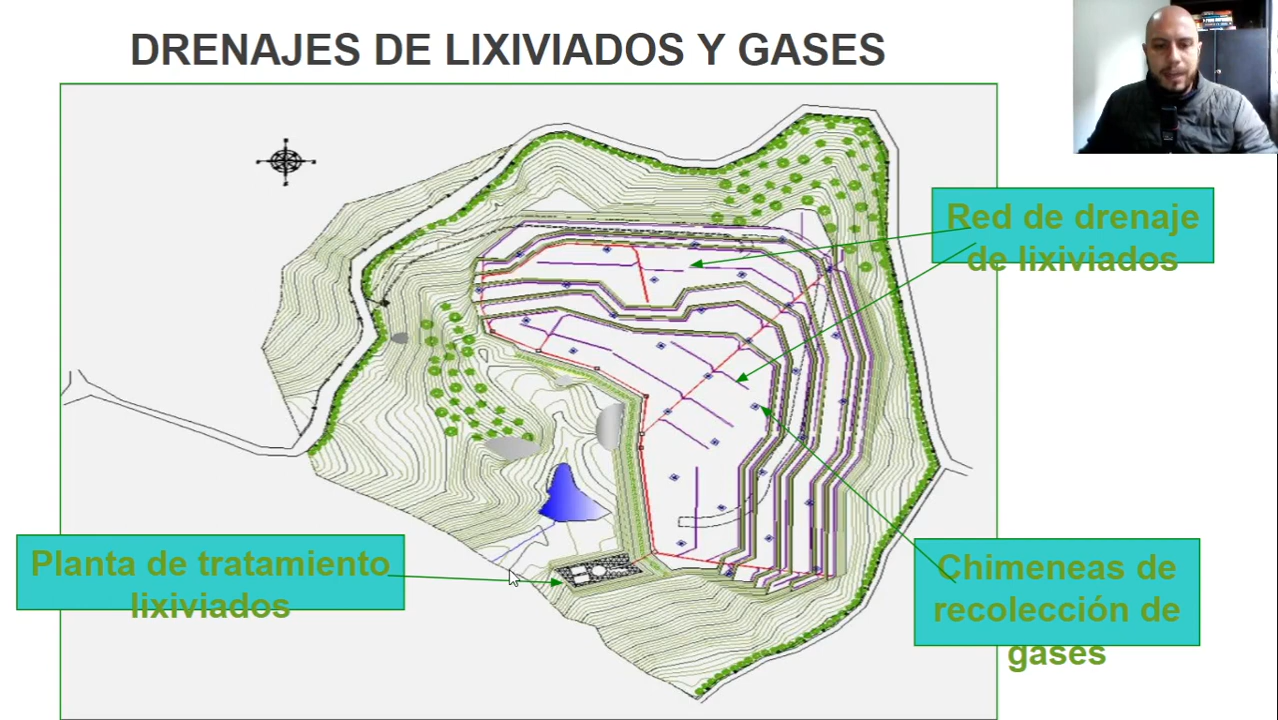 DRENAJES DE LIXIVIADOS Y GASES
Red de drenaje
de lixiviados
Planta de tratamiento
lixiviados
Chimeneas de
recolección de
gases